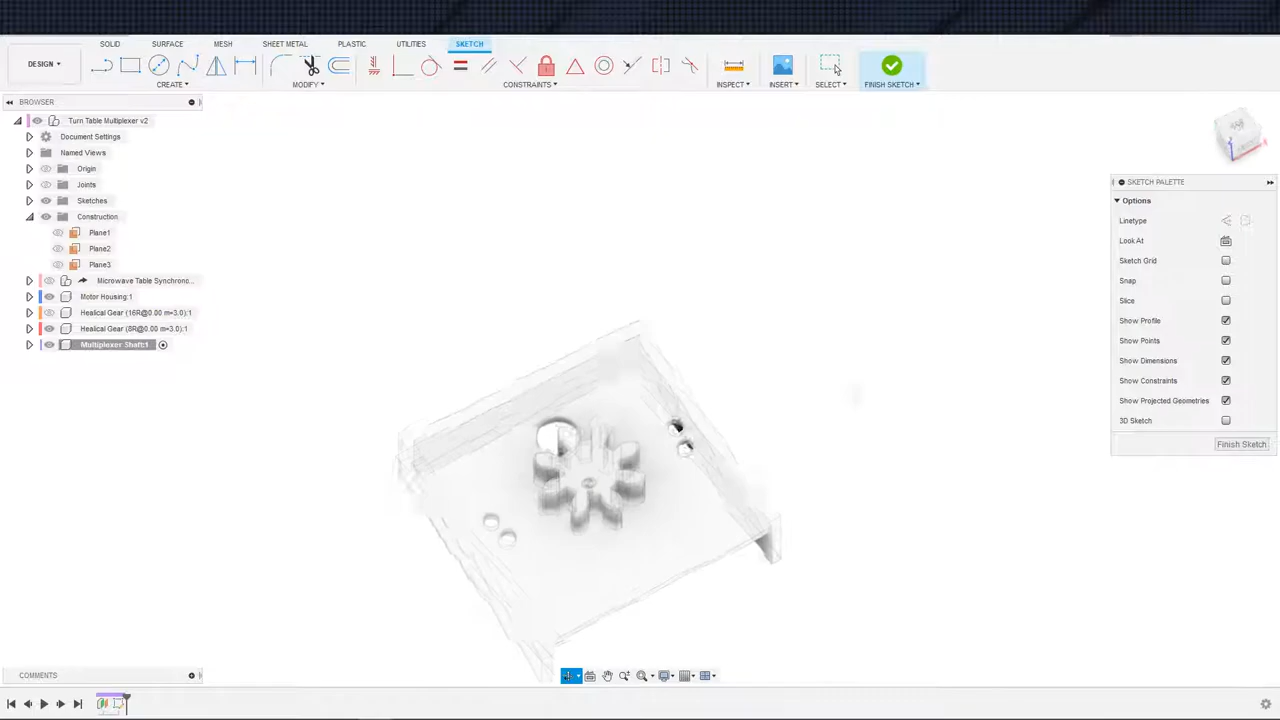 SOLID SURFACE MESH SHEET METAL PLASTIC UTILITIES SKETCH
DESIGN
CREATE MODIFY CONSTRAINTS INSPECT INSERT SELECT FINISH SKETCH
BROWSER
Turn Table Multiplexer v2
Document Settings
Named Views
Origin
Joints
Sketches
Construction
Plane1
Plane2
Plane3
Microwave Table Synchrono...
Motor Housing:1
Healical Gear (16R@0.00 m=3.0):1
Healical Gear (8R@0.00 m=3.0):1
Multiplexer Shaft:1
SKETCH PALETTE
Options
Linetype
Look At
Sketch Grid
Snap
Slice
Show Profile
Show Points
Show Dimensions
Show Constraints
Show Projected Geometries
3D Sketch
Finish Sketch
COMMENTS